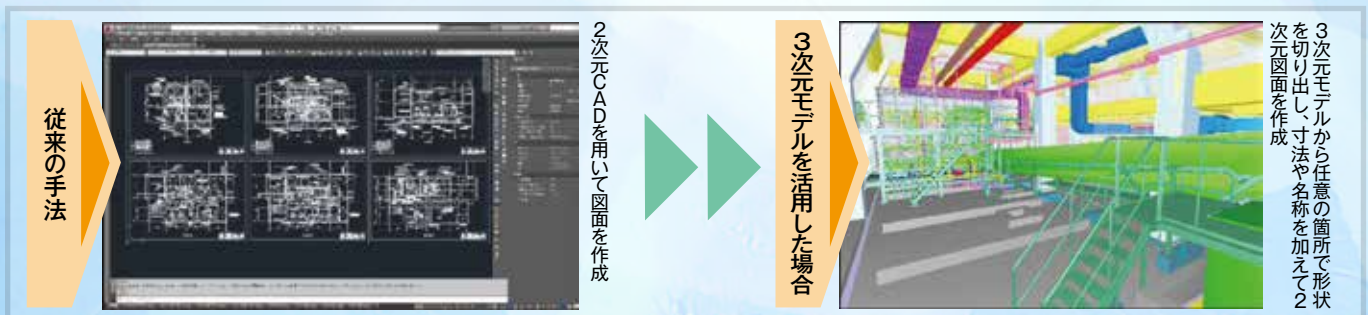 従来の手法
2次元CADを用いて図面を作成
3次元モデルを活用した場合
3次元モデルから任意の箇所で形状
を切り出し、寸法や名称を加えて2
次元図面を作成